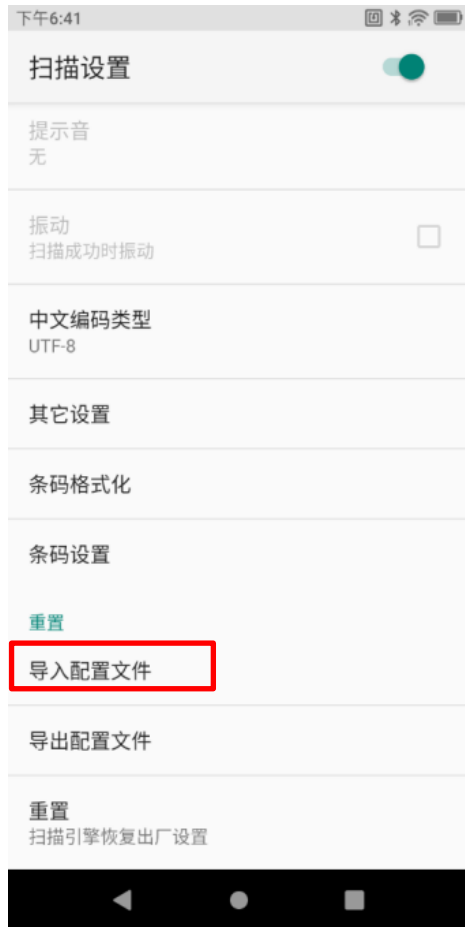 下午6:41
扫描设置
提示音
无
振动
扫描成功时振动
中文编码类型
UTF-8
其它设置
条码格式化
条码设置
重置
导入配置文件
导出配置文件
重置
扫描引擎恢复出厂设置